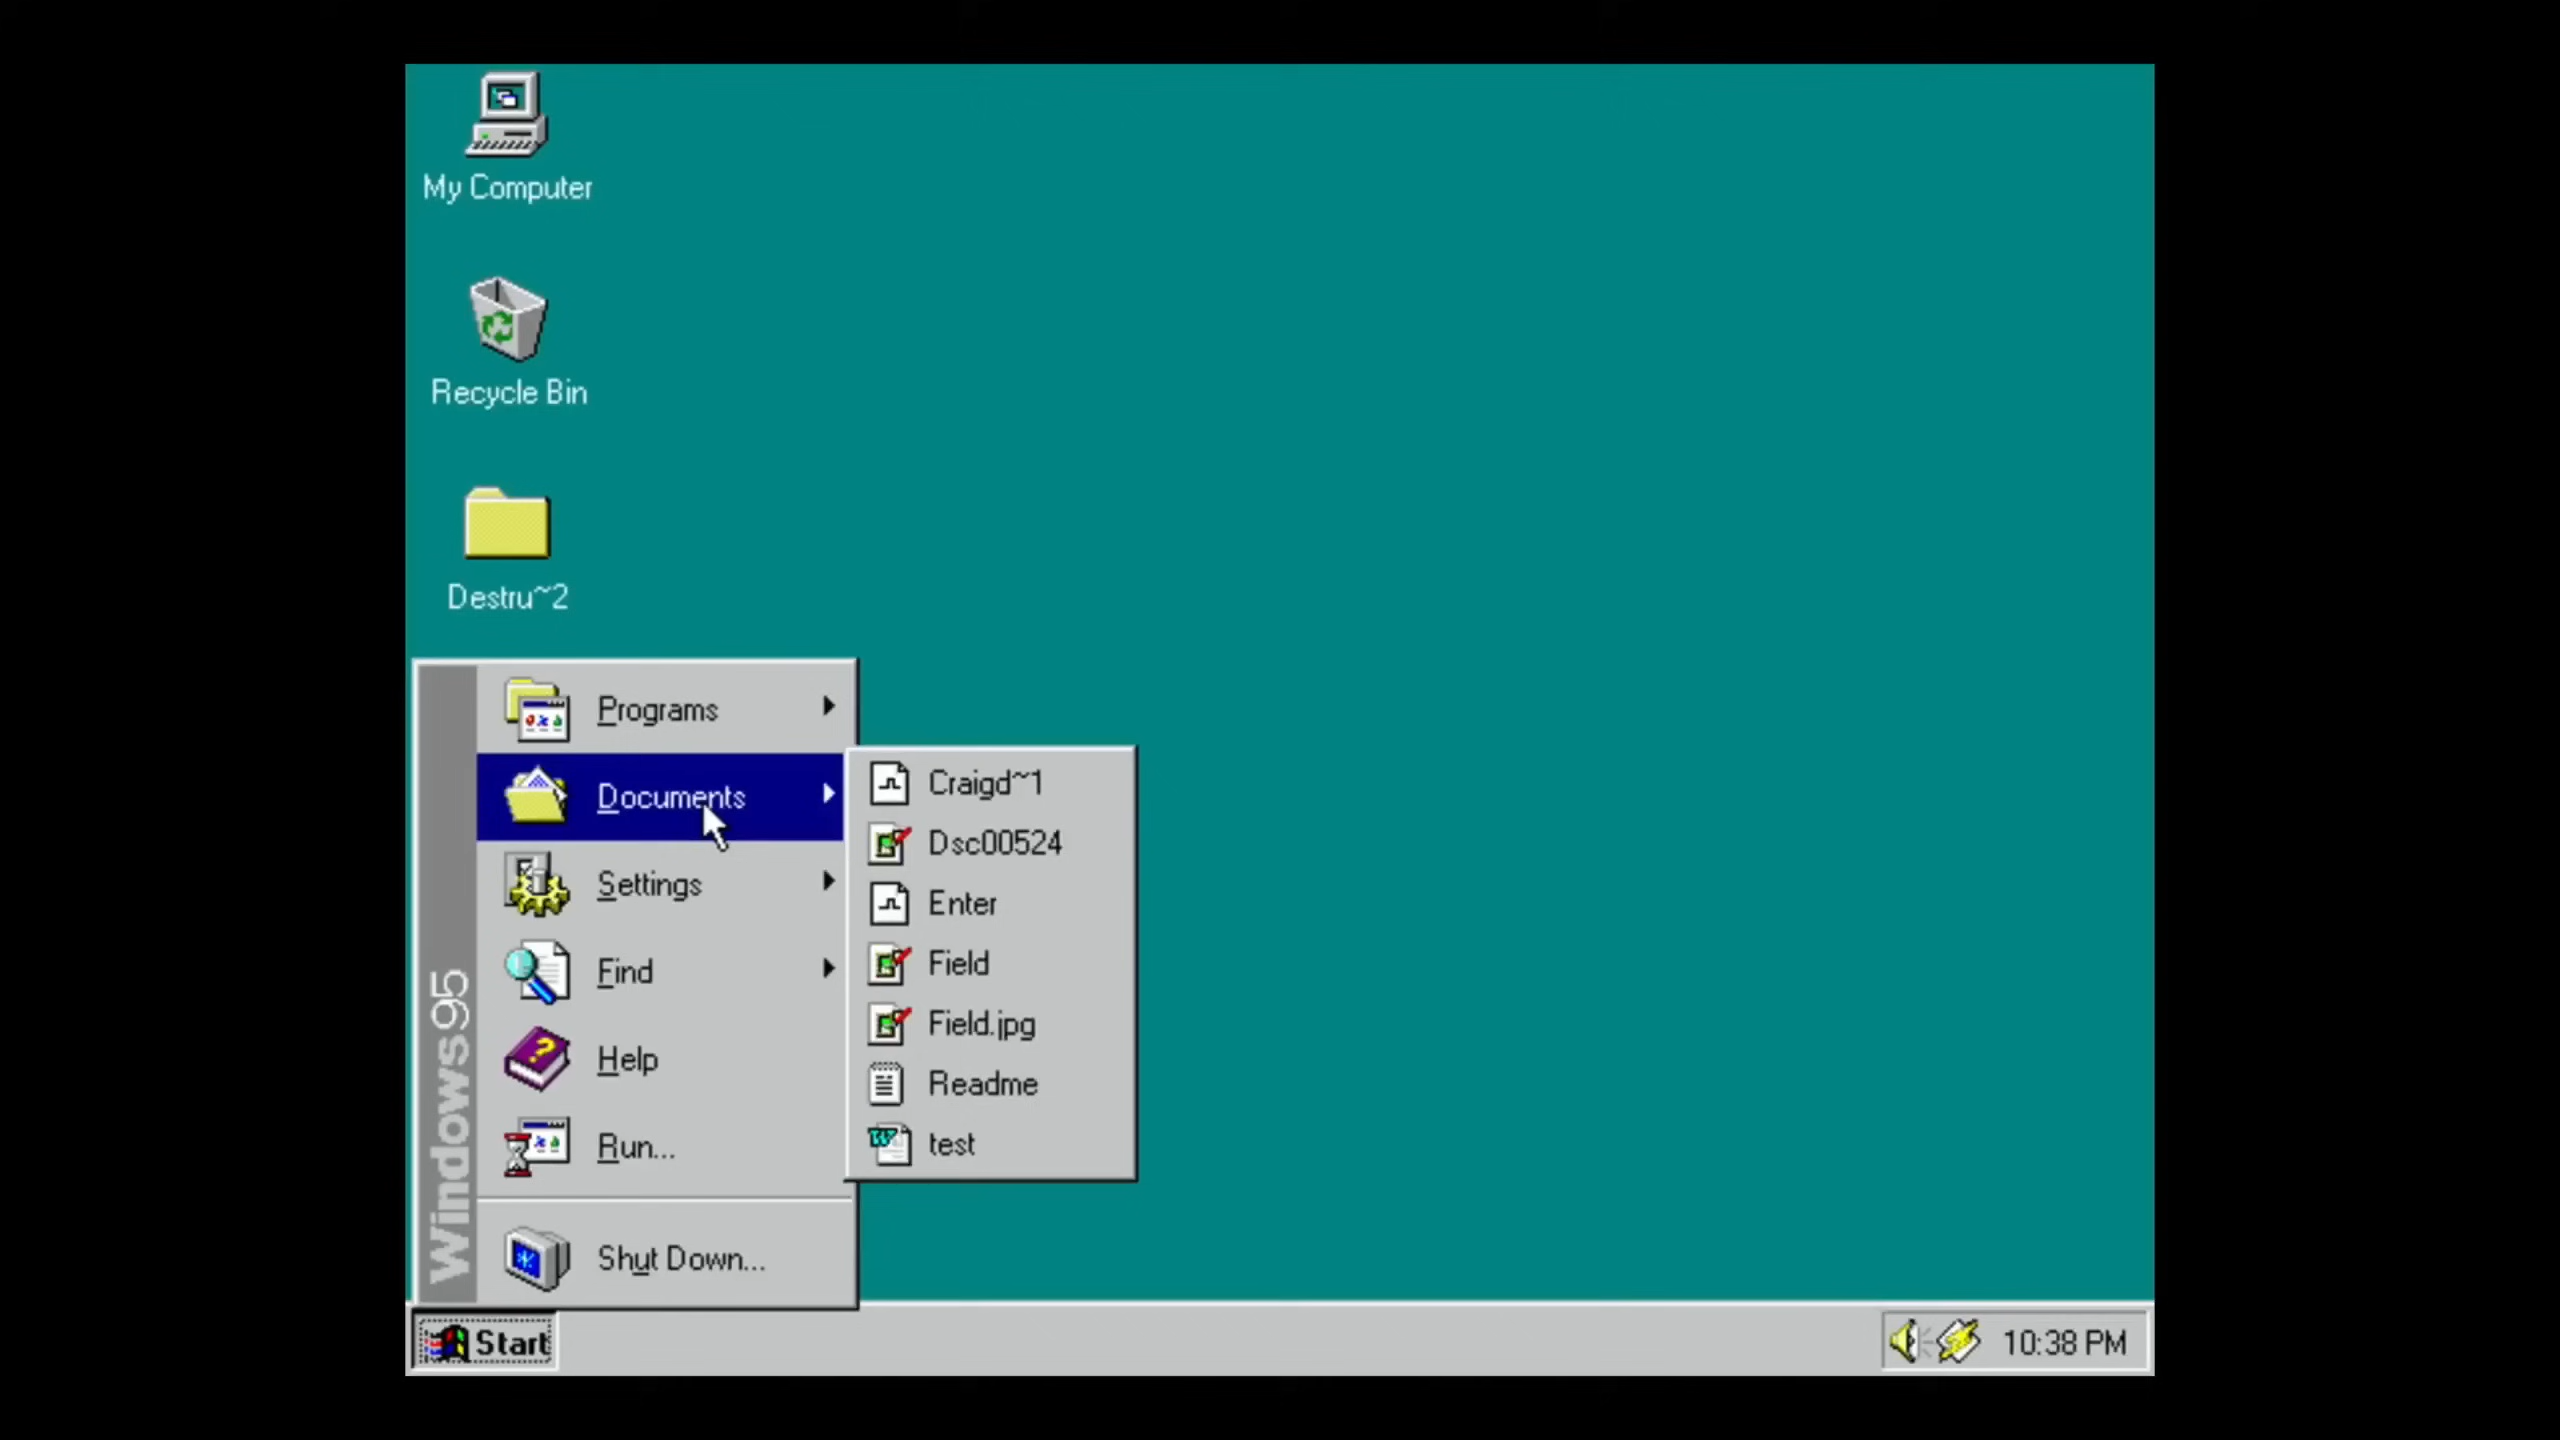 My Computer
Recycle Bin
Destru~2
Programs
Documents
Settings
Find
Help
Run...
Shut Down...
Windows95
Craigd~1
Dsc00524
Enter
Field
Field.jpg
Readme
test
Start
10:38 PM